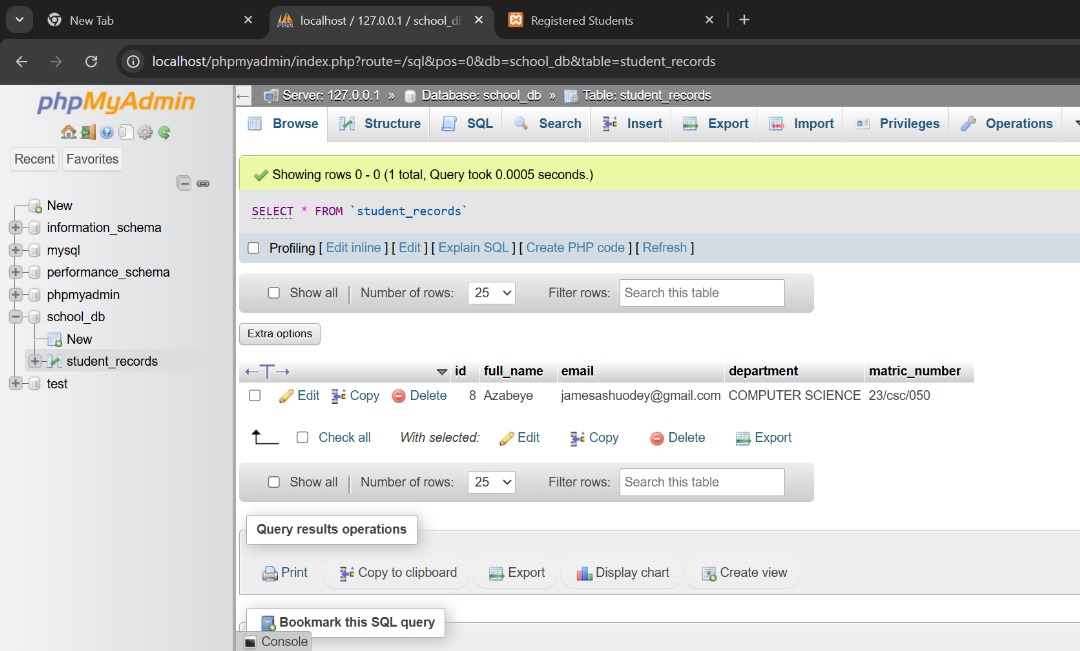 New Tab
localhost / 127.0.0.1 / school_d
Registered Students
localhost/phpmyadmin/index.php?route=/sql&pos=0&db=school_db&table=student_records
phpMyAdmin
Recent Favorites
New
information_schema
mysql
performance_schema
phpmyadmin
school_db
New
student_records
test
Server: 127.0.0.1 » Database: school_db » Table: student_records
Browse Structure SQL Search Insert Export Import Privileges Operations
Showing rows 0 - 0 (1 total, Query took 0.0005 seconds.)
SELECT * FROM `student_records`
Profiling [ Edit inline ] [ Edit ] [ Explain SQL ] [ Create PHP code ] [ Refresh ]
Show all | Number of rows: 25 Filter rows: Search this table
Extra options
id full_name email department matric_number
Edit Copy Delete 8 Azabeye jamesashuodey@gmail.com COMPUTER SCIENCE 23/csc/050
Check all With selected: Edit Copy Delete Export
Show all | Number of rows: 25 Filter rows: Search this table
Query results operations
Print Copy to clipboard Export Display chart Create view
Bookmark this SQL query
Console